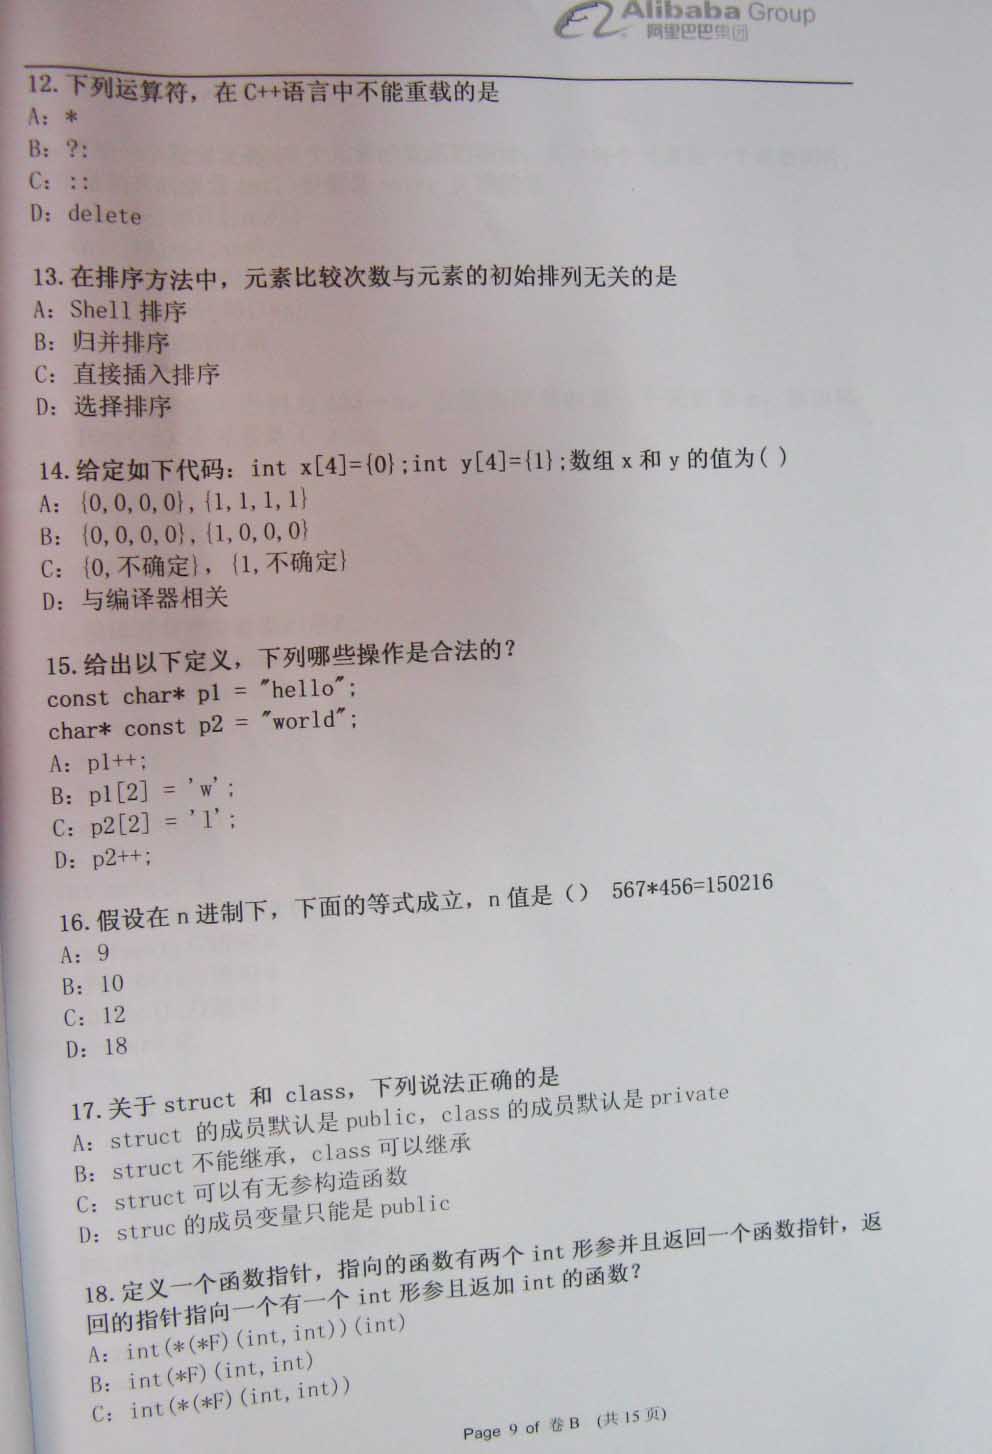 Alibaba Group
阿里巴巴集团
12. 下列运算符，在 C++语言中不能重载的是
A: *
B: ?:
C: ::
D: delete
13. 在排序方法中，元素比较次数与元素的初始排列无关的是
A: Shell 排序
B: 归并排序
C: 直接插入排序
D: 选择排序
14. 给定如下代码：int x[4]={0};int y[4]={1};数组 x 和 y 的值为( )
A: {0,0,0,0},{1,1,1,1}
B: {0,0,0,0},{1,0,0,0}
C: {0,不确定}，{1,不确定}
D: 与编译器相关
15. 给出以下定义，下列哪些操作是合法的？
const char* p1 = "hello";
char* const p2 = "world";
A: p1++;
B: p1[2] = 'w';
C: p2[2] = 'l';
D: p2++;
16. 假设在 n 进制下，下面的等式成立，n 值是（） 567*456=150216
A: 9
B: 10
C: 12
D: 18
17. 关于 struct 和 class，下列说法正确的是
A: struct 的成员默认是 public，class 的成员默认是 private
B: struct 不能继承，class 可以继承
C: struct 可以有无参构造函数
D: struc 的成员变量只能是 public
18. 定义一个函数指针，指向的函数有两个 int 形参并且返回一个函数指针，返
回的指针指向一个有一个 int 形参且返加 int 的函数？
A: int(*(*F)(int,int))(int)
B: int(*F)(int,int)
C: int(*(*F)(int,int))
Page 9 of 卷 B （共 15 页）